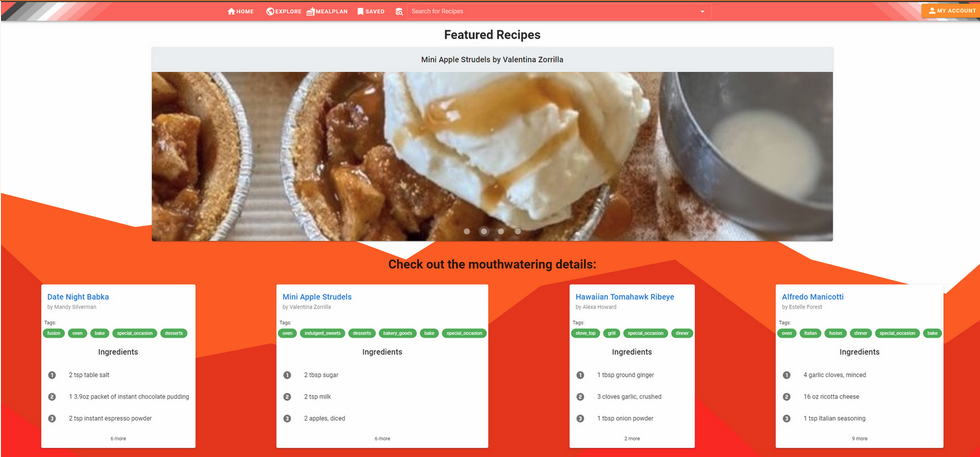 HOME EXPLORE MEALPLAN SAVED Search for Recipes MY ACCOUNT
Featured Recipes
Mini Apple Strudels by Valentina Zorrilla
Check out the mouthwatering details:
Date Night Babka
by Mandy Silverman
Tags:
fusion oven bake special_occasion desserts
Ingredients
1 2 tsp table salt
2 1 3.9oz packet of instant chocolate pudding
3 2 tsp instant espresso powder
6 more
Mini Apple Strudels
by Valentina Zorrilla
Tags:
oven indulgent_sweets desserts bakery_goods bake special_occasion
Ingredients
1 2 tbsp sugar
2 2 tsp milk
3 2 apples, diced
6 more
Hawaiian Tomahawk Ribeye
by Alexa Howard
Tags:
stove_top grill special_occasion dinner
Ingredients
1 1 tbsp ground ginger
2 3 cloves garlic, crushed
3 1 tbsp onion powder
2 more
Alfredo Manicotti
by Estelle Forest
Tags:
oven italian fusion dinner special_occasion bake
Ingredients
1 4 garlic cloves, minced
2 16 oz ricotta cheese
3 1 tsp Italian seasoning
9 more